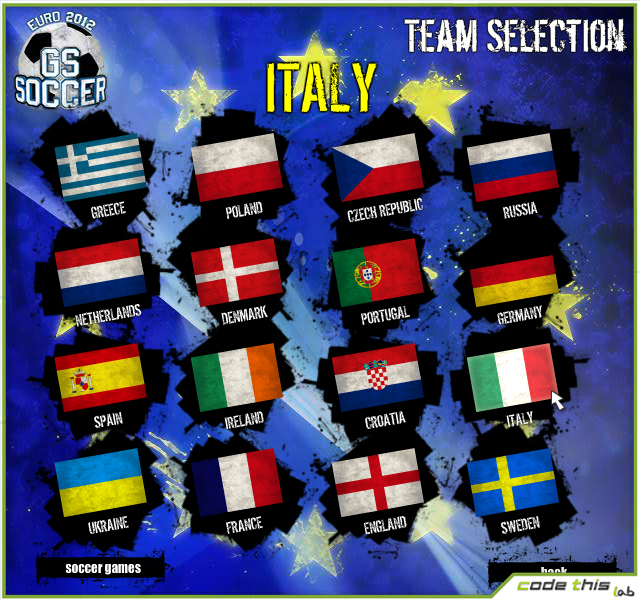 EURO 2012
GS
SOCCER
TEAM SELECTION
ITALY
GREECE
POLAND
CZECH REPUBLIC
RUSSIA
NETHERLANDS
DENMARK
PORTUGAL
GERMANY
SPAIN
IRELAND
CROATIA
ITALY
UKRAINE
FRANCE
ENGLAND
SWEDEN
soccer games
back
code this lab